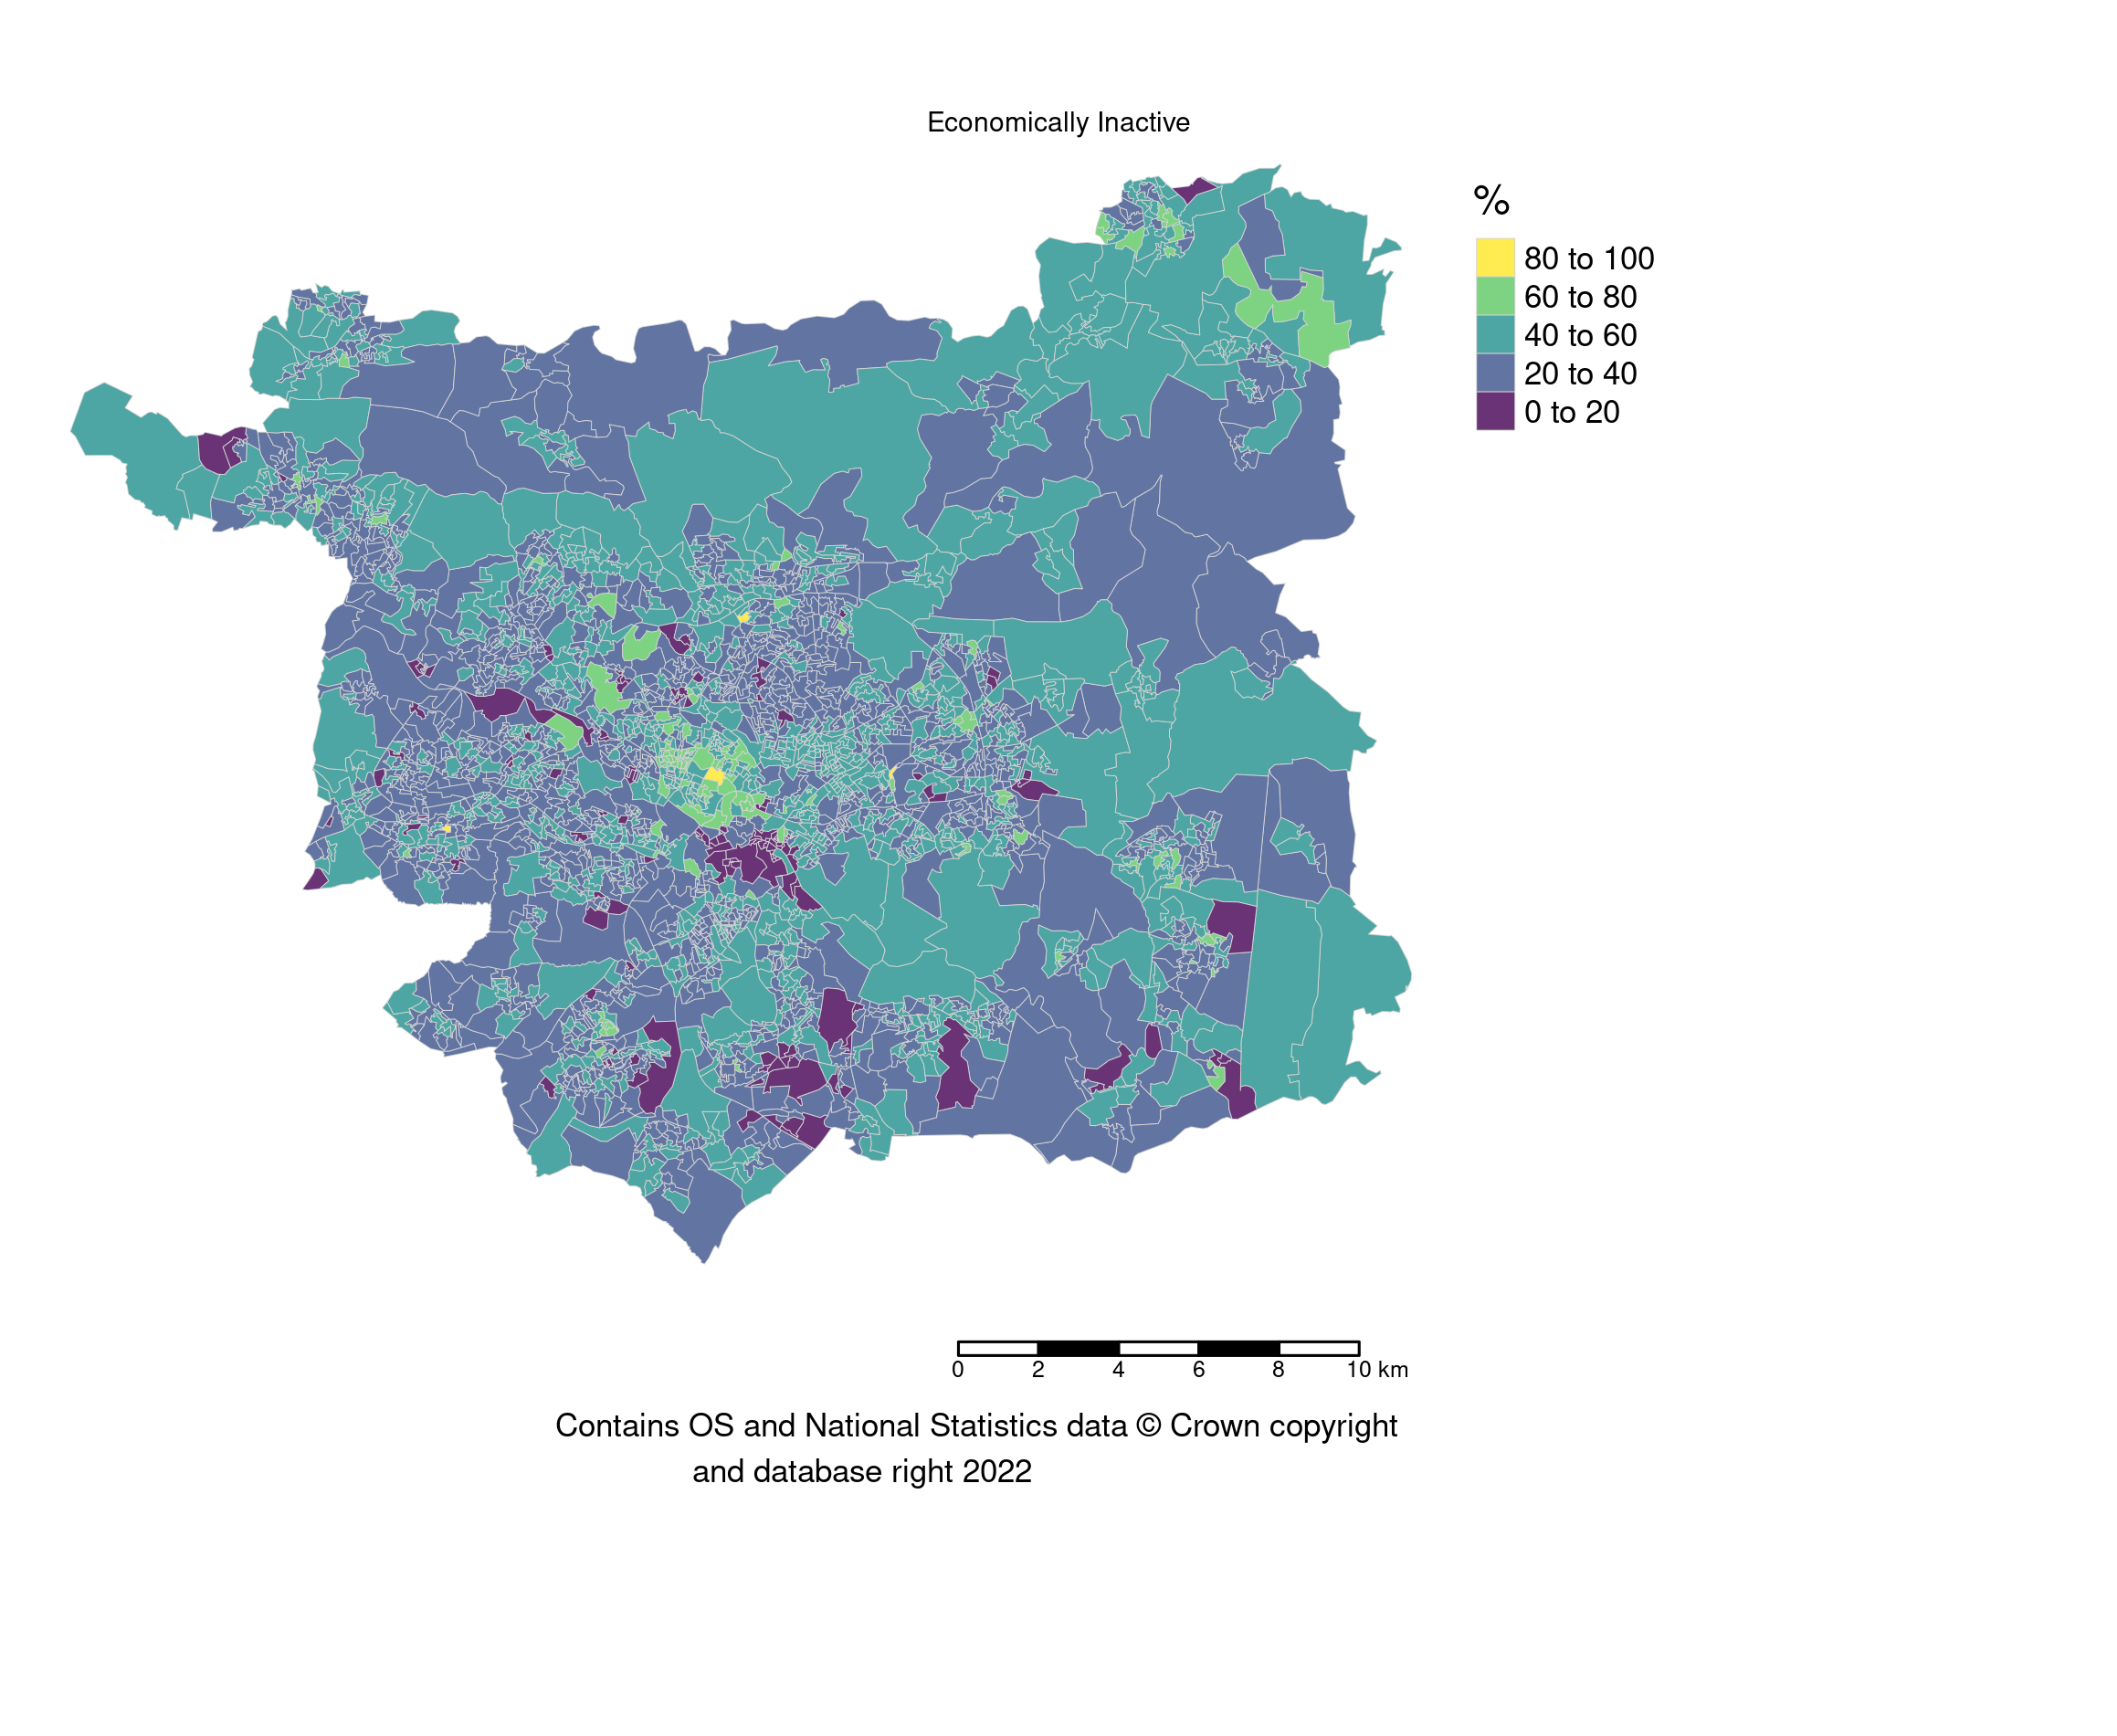 Economically Inactive
%
80 to 100
60 to 80
40 to 60
20 to 40
0 to 20
0 2 4 6 8 10 km
Contains OS and National Statistics data © Crown copyright
and database right 2022